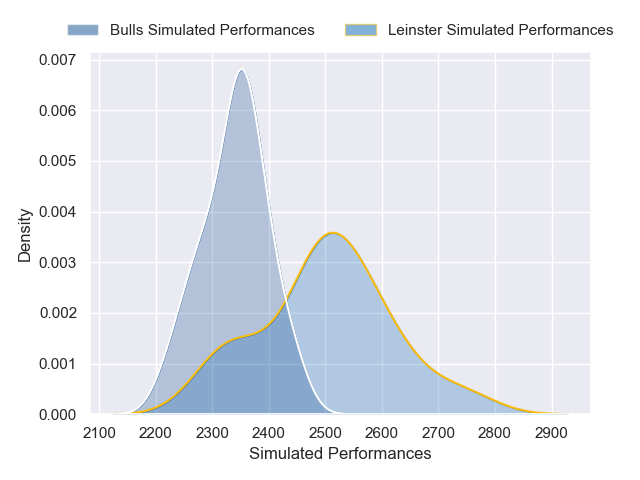 Bulls Simulated Performances Leinster Simulated Performances
0.007
0.006
0.005
0.004
0.003
0.002
0.001
0.000
Density
2100 2200 2300 2400 2500 2600 2700 2800 2900
Simulated Performances